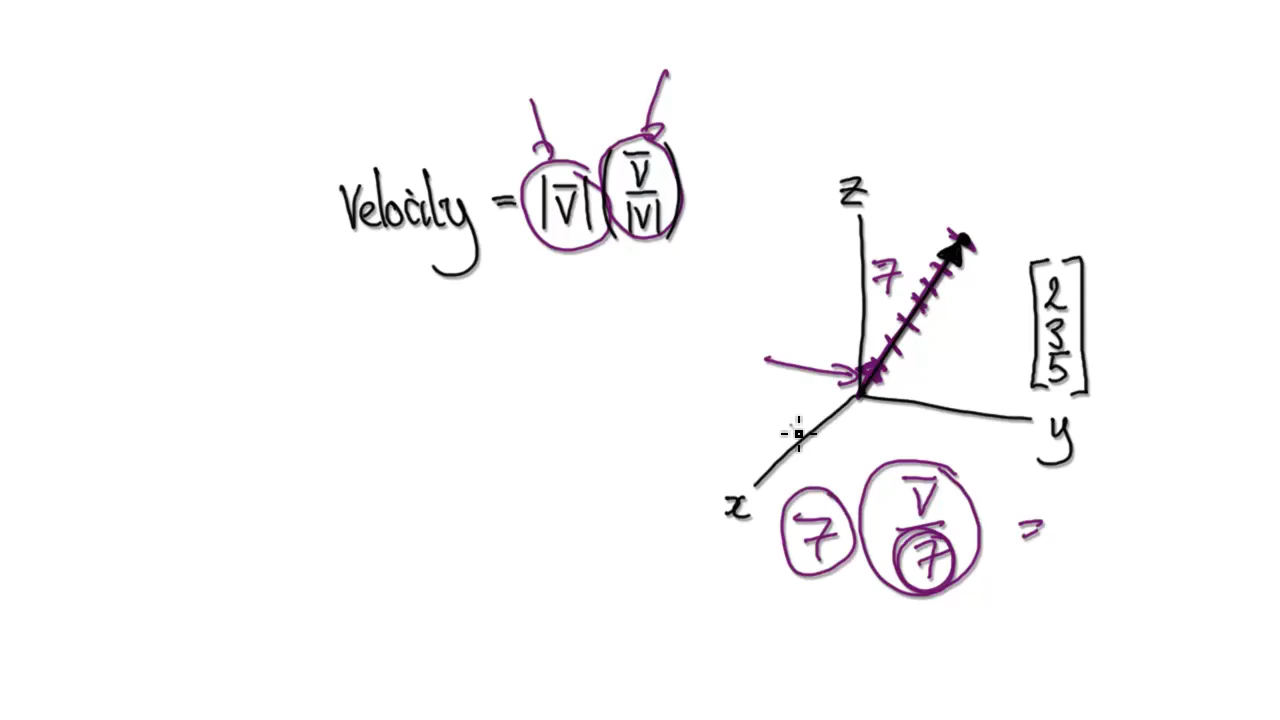 Velocity = |V̅| (V̅/|V|)
z
7
[2
3
5]
y
x
7 V̅/7 =